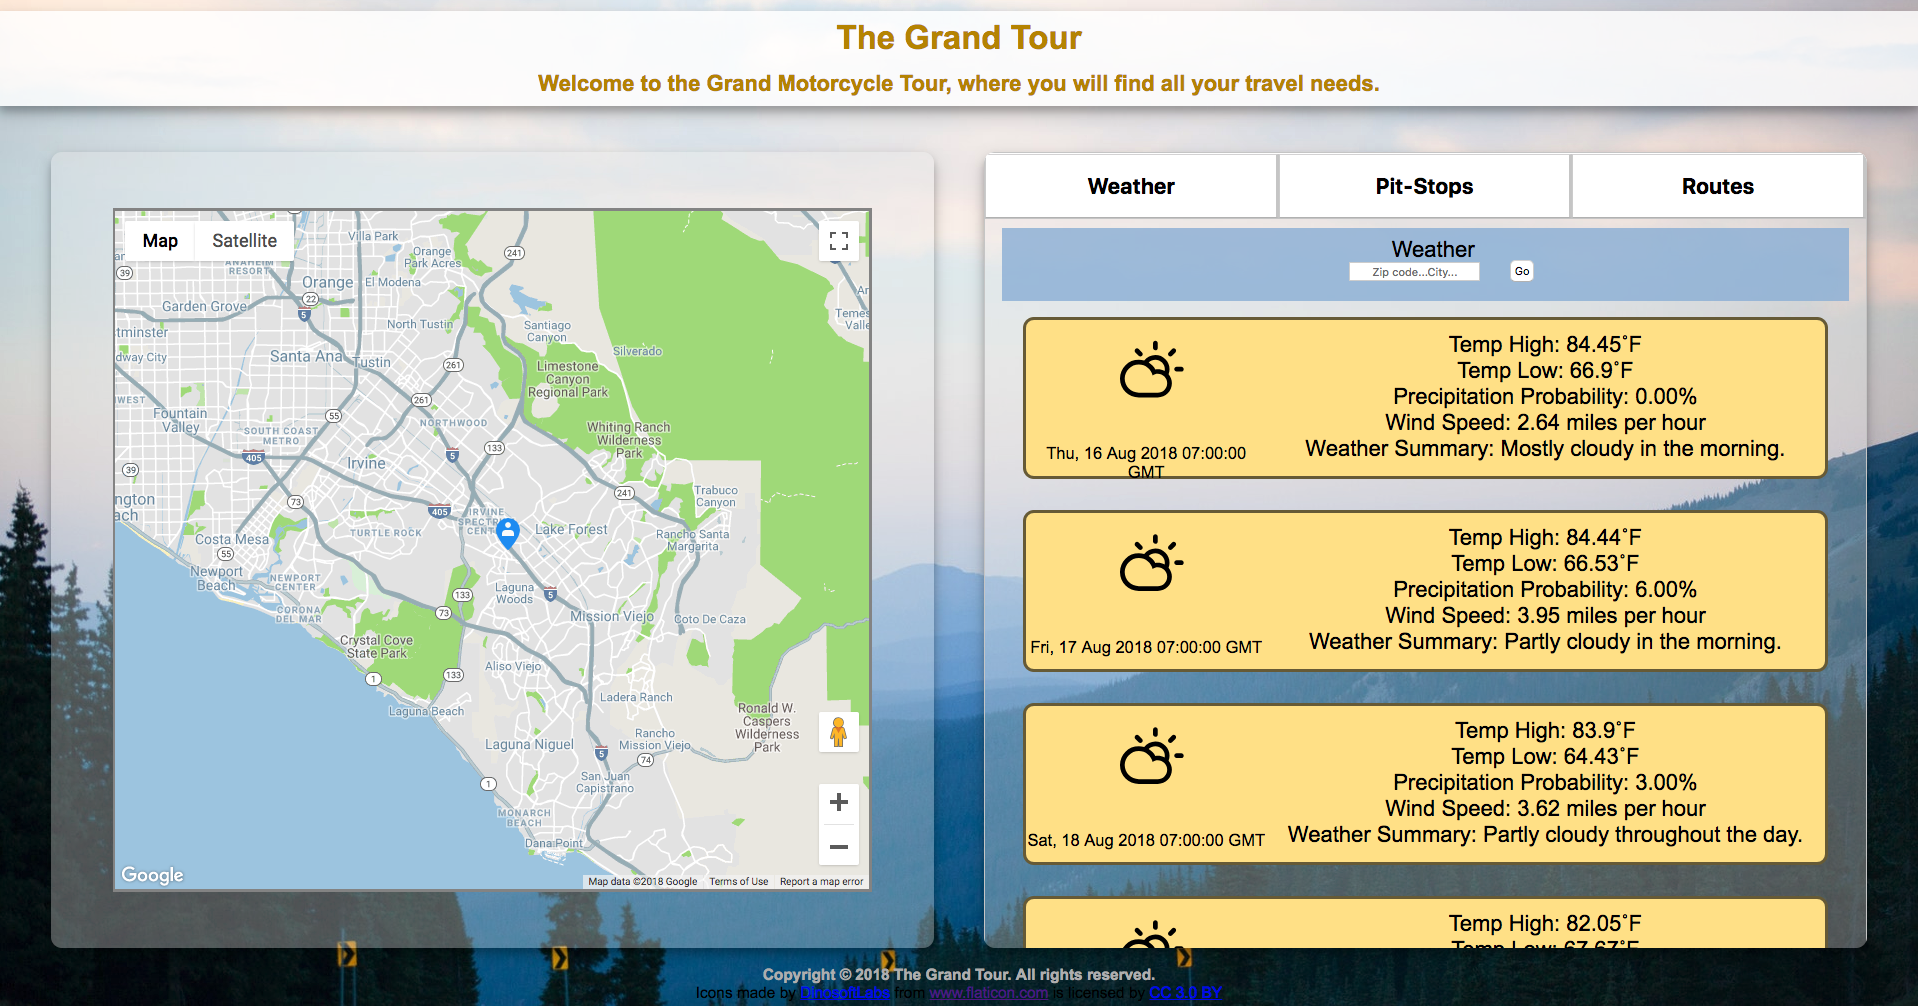 The Grand Tour
Welcome to the Grand Motorcycle Tour, where you will find all your travel needs.
Map Satellite
Villa Park
Orange
Park Acres
241
39
ANAHEIM
RESORT
Orange
El Modena
22
Garden Grove
5
North Tustin
tminster
Santiago
Canyon
Temes
Valle
dway City
Santa Ana
Tustin
Silverado
261
Limestone
Canyon
Regional Park
261
Fountain
Valley
55
NORTHWOOD
Whiting Ranch
Wilderness
Park
SOUTH COAST
METRO
133
405
5
39
Irvine
241
Trabuco
Canyon
ngton
ach
73
405
IRVINE
SPECTR
CENT
Lake Forest
TURTLE ROCK
Rancho Santa
Margarita
Costa Mesa
55
Newport
Beach
NEWPORT
CENTER
Laguna
Woods
5
133
CORONA
DEL MAR
73
Mission Viejo
Coto De Caza
Crystal Cove
State Park
Aliso Viejo
133
1
Ladera Ranch
Laguna Beach
Ronald W.
Caspers
Wilderness
Park
Rancho
Mission Viejo
Laguna Niguel
5
74
San Juan
Capistrano
1
MONARCH
BEACH
Dana Point
Google
Map data ©2018 Google Terms of Use Report a map error
Weather Pit-Stops Routes
Weather
Zip code...City... Go
Temp High: 84.45°F
Temp Low: 66.9°F
Precipitation Probability: 0.00%
Wind Speed: 2.64 miles per hour
Weather Summary: Mostly cloudy in the morning.
Thu, 16 Aug 2018 07:00:00
GMT
Temp High: 84.44°F
Temp Low: 66.53°F
Precipitation Probability: 6.00%
Wind Speed: 3.95 miles per hour
Weather Summary: Partly cloudy in the morning.
Fri, 17 Aug 2018 07:00:00 GMT
Temp High: 83.9°F
Temp Low: 64.43°F
Precipitation Probability: 3.00%
Wind Speed: 3.62 miles per hour
Weather Summary: Partly cloudy throughout the day.
Sat, 18 Aug 2018 07:00:00 GMT
Temp High: 82.05°F
Temp Low: 67.67°F
Copyright © 2018 The Grand Tour. All rights reserved.
Icons made by DinosoftLabs from www.flaticon.com is licensed by CC 3.0 BY